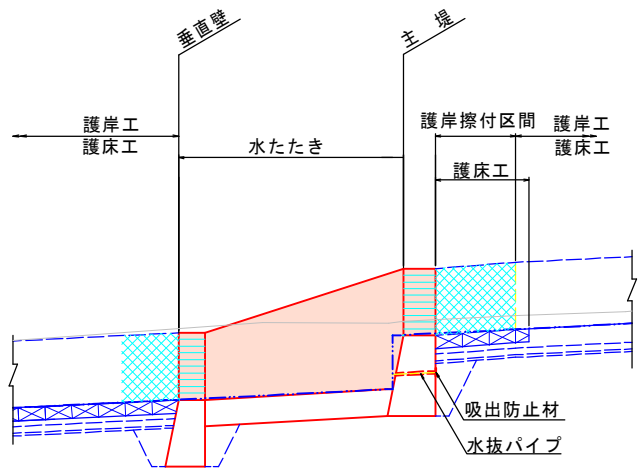 垂直壁
主堤
護岸工
護床工
水たたき
護岸擦付区間
護岸工
護床工
護床工
吸出防止材
水抜パイプ